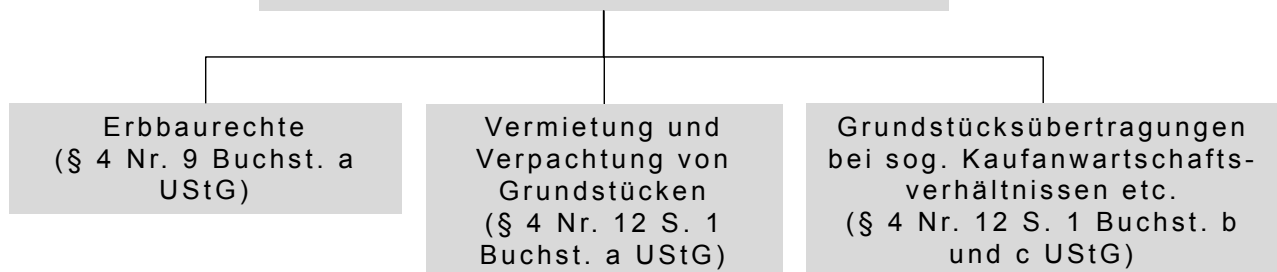 Erbbaurechte
(§ 4 Nr. 9 Buchst. a
UStG)
Vermietung und
Verpachtung von
Grundstücken
(§ 4 Nr. 12 S. 1
Buchst. a UStG)
Grundstücksübertragungen
bei sog. Kaufanwartschafts-
verhältnissen etc.
(§ 4 Nr. 12 S. 1 Buchst. b
und c UStG)